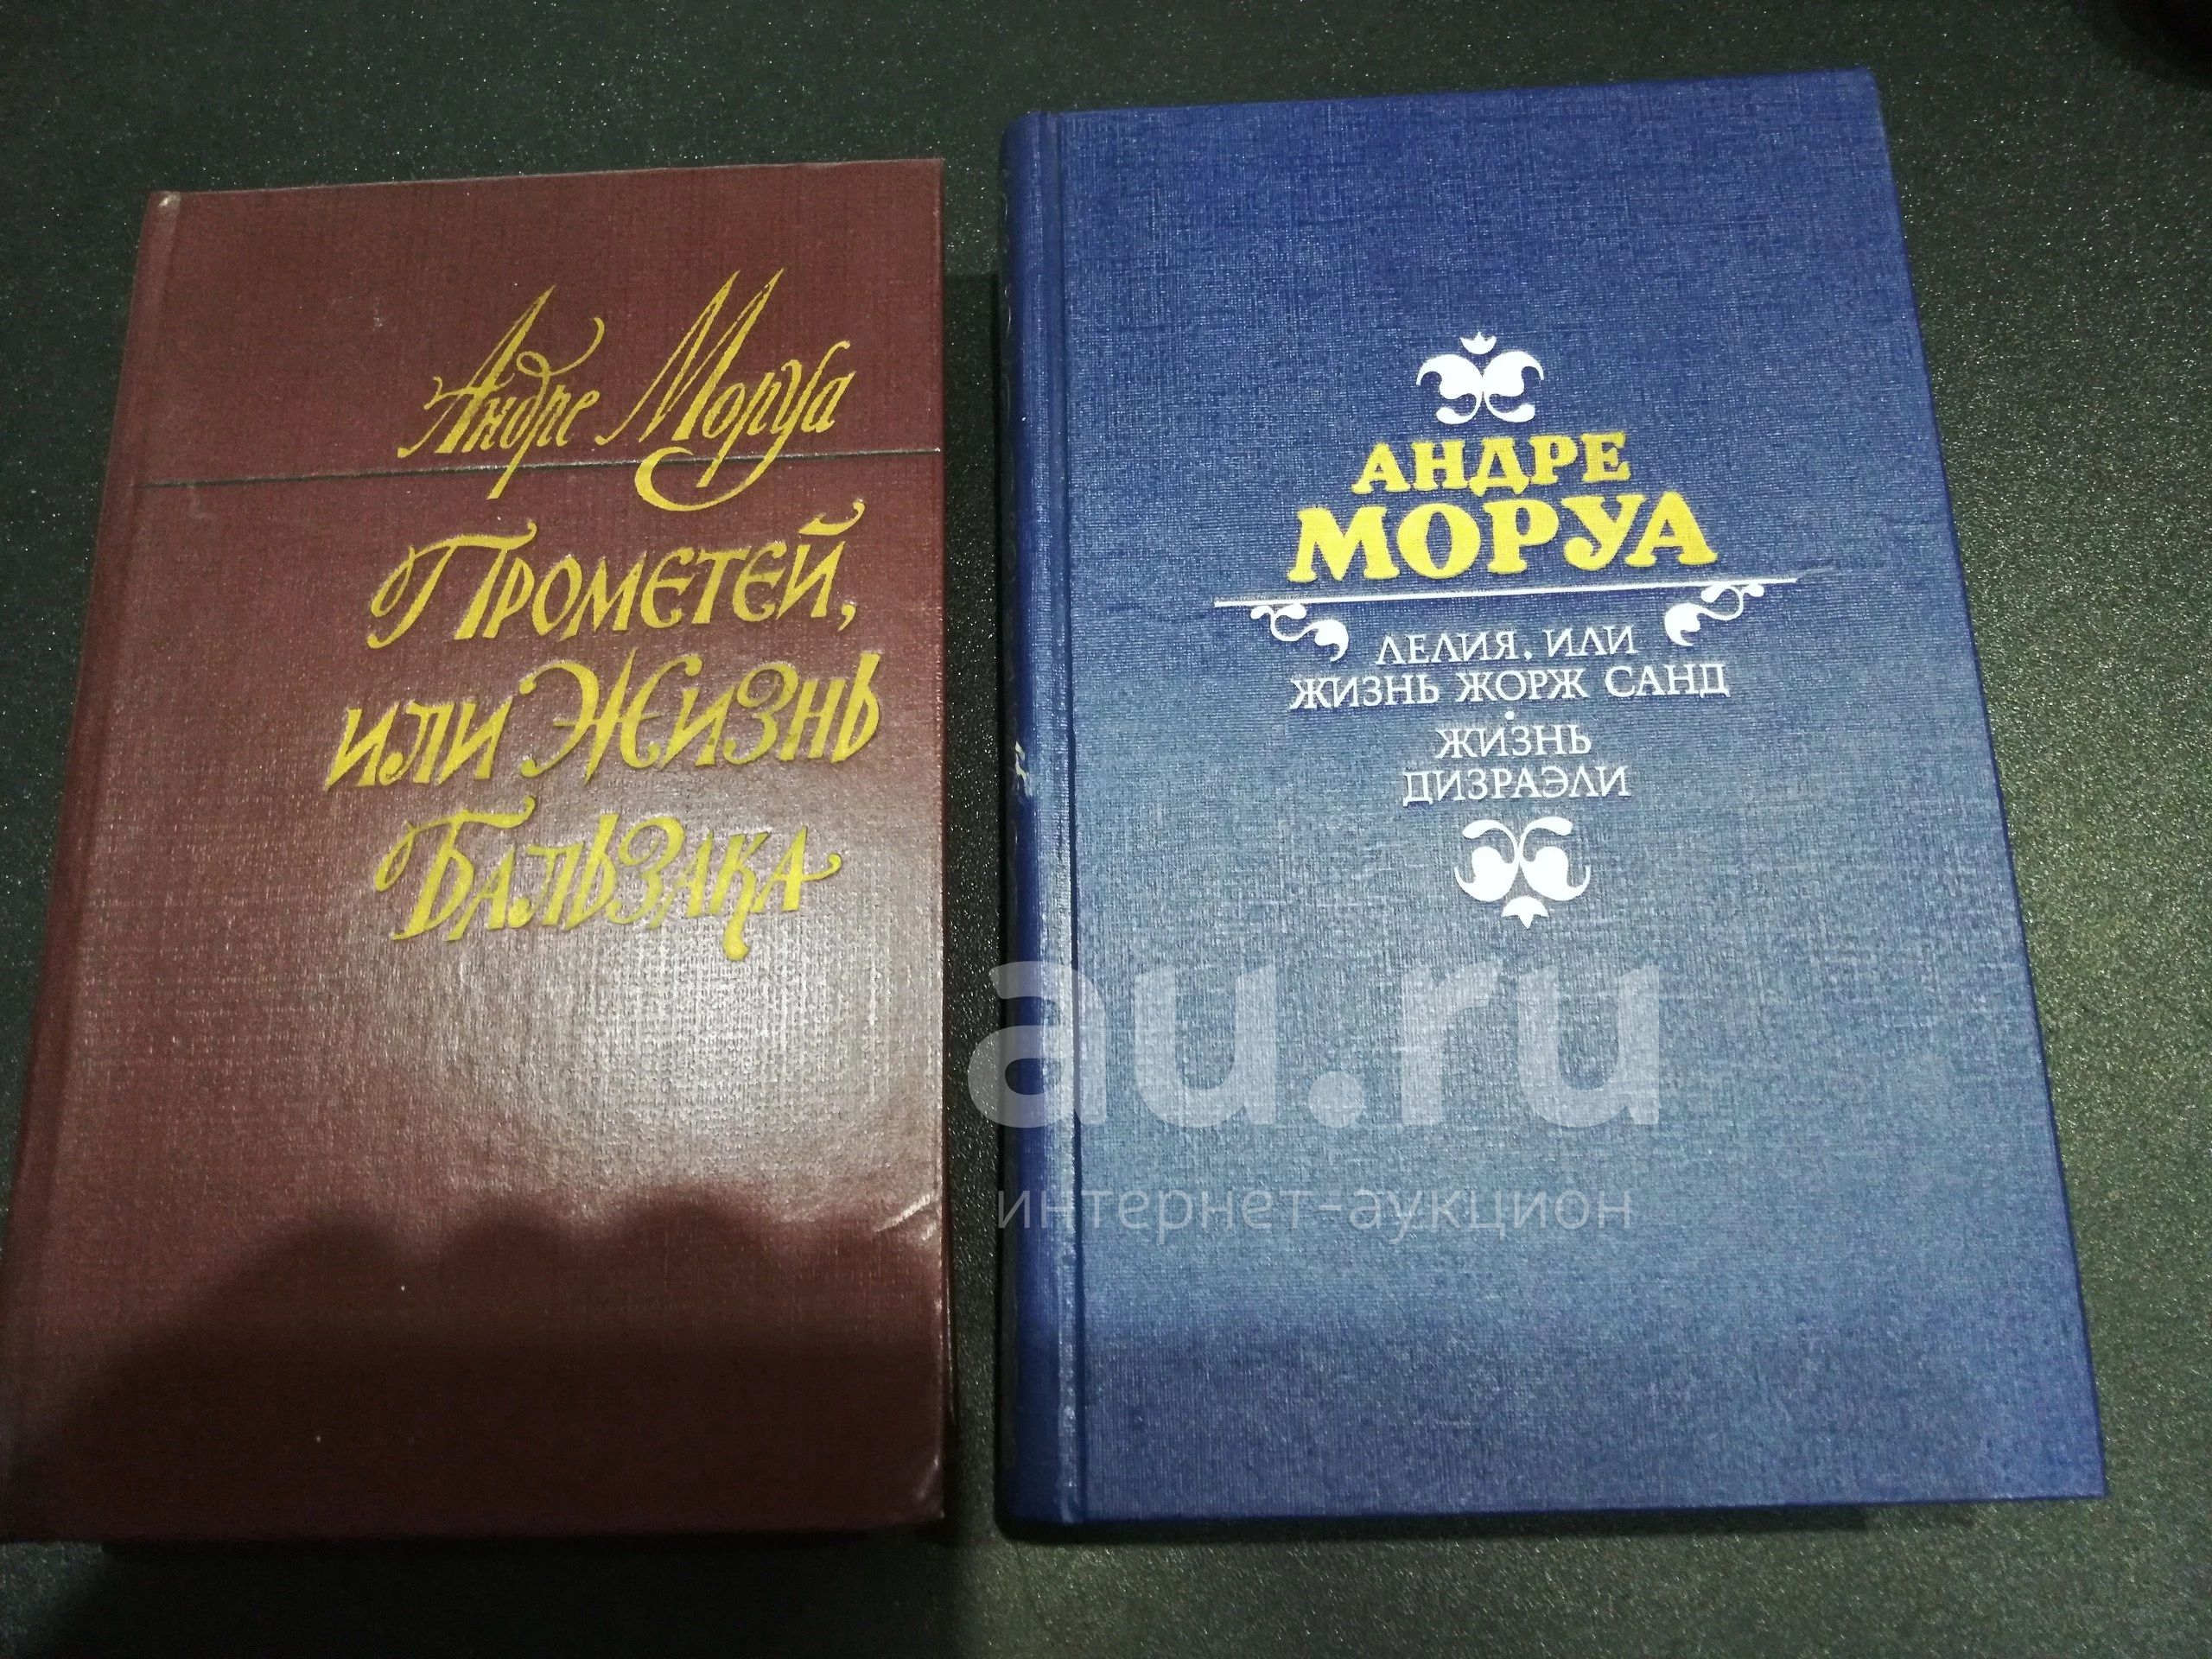 Андре Моруа
Прометей,
или Жизнь
Бальзака
АНДРЕ
МОРУА
ЛЕЛИЯ, ИЛИ
ЖИЗНЬ ЖОРЖ САНД
•
ЖИЗНЬ
ДИЗРАЭЛИ
au.ru
интернет-аукцион